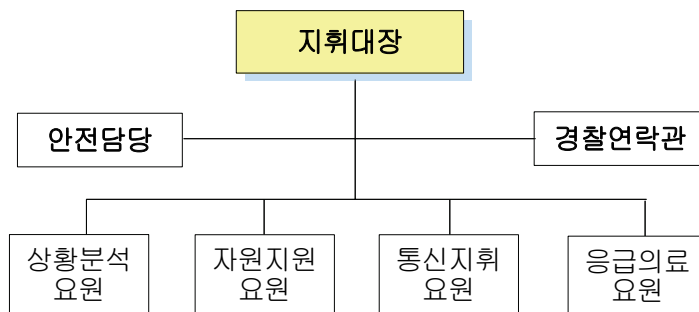 지휘대장
안전담당
경찰연락관
상황분석
요원
자원지원
요원
통신지휘
요원
응급의료
요원